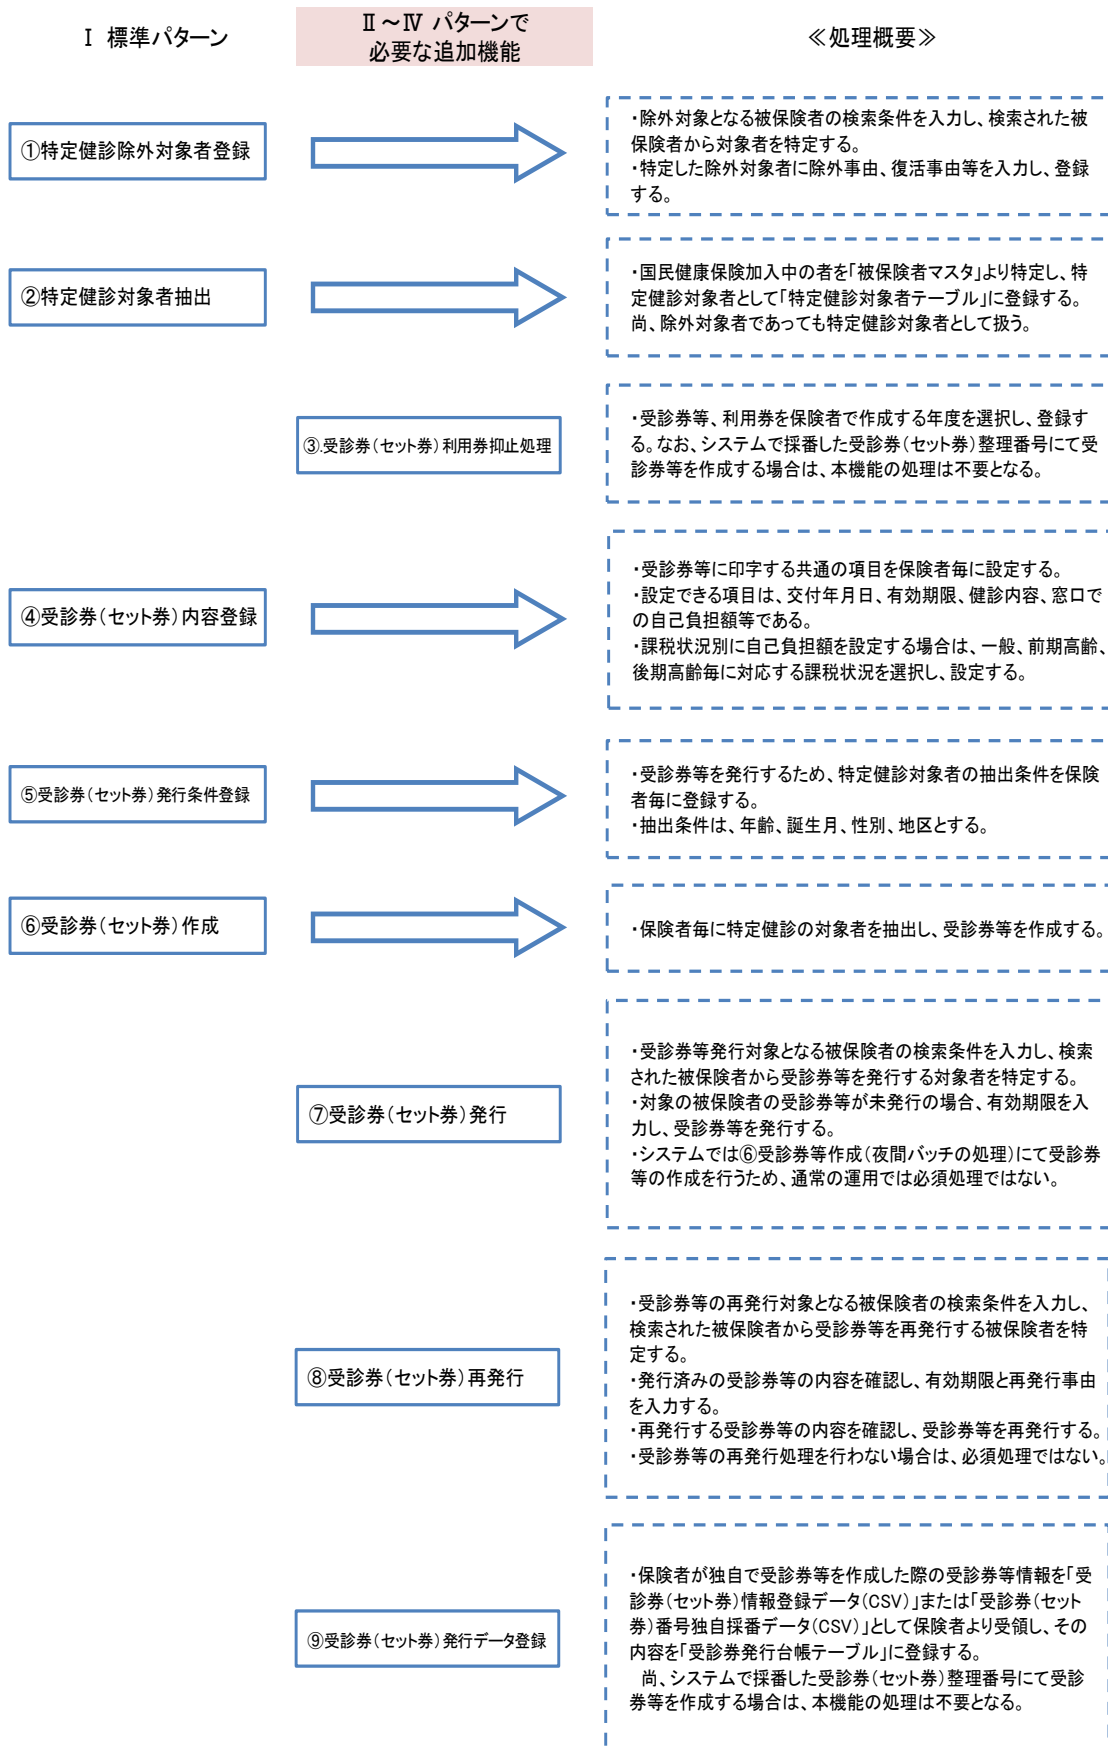 Ⅰ 標準パターン
Ⅱ～Ⅳ パターンで
必要な追加機能
≪処理概要≫
①特定健診除外対象者登録
・除外対象となる被保険者の検索条件を入力し、検索された被
保険者から対象者を特定する。
・特定した除外対象者に除外事由、復活事由等を入力し、登録
する。
②特定健診対象者抽出
・国民健康保険加入中の者を「被保険者マスタ」より特定し、特
定健診対象者として「特定健診対象者テーブル」に登録する。
尚、除外対象者であっても特定健診対象者として扱う。
③.受診券（セット券）利用券抑止処理
・受診券等、利用券を保険者で作成する年度を選択し、登録す
る。なお、システムで採番した受診券（セット券）整理番号にて受
診券等を作成する場合は、本機能の処理は不要となる。
④受診券（セット券）内容登録
・受診券等に印字する共通の項目を保険者毎に設定する。
・設定できる項目は、交付年月日、有効期限、健診内容、窓口で
の自己負担額等である。
・課税状況別に自己負担額を設定する場合は、一般、前期高齢、
後期高齢毎に対応する課税状況を選択し、設定する。
⑤受診券（セット券）発行条件登録
・受診券等を発行するため、特定健診対象者の抽出条件を保険
者毎に登録する。
・抽出条件は、年齢、誕生月、性別、地区とする。
⑥受診券（セット券）作成
・保険者毎に特定健診の対象者を抽出し、受診券等を作成する。
⑦受診券（セット券）発行
・受診券等発行対象となる被保険者の検索条件を入力し、検索
された被保険者から受診券等を発行する対象者を特定する。
・対象の被保険者の受診券等が未発行の場合、有効期限を入
力し、受診券等を発行する。
・システムでは⑥受診券等作成（夜間バッチの処理）にて受診券
等の作成を行うため、通常の運用では必須処理ではない。
⑧受診券（セット券）再発行
・受診券等の再発行対象となる被保険者の検索条件を入力し、
検索された被保険者から受診券等を再発行する被保険者を特
定する。
・発行済みの受診券等の内容を確認し、有効期限と再発行事由
を入力する。
・再発行する受診券等の内容を確認し、受診券等を再発行する。
・受診券等の再発行処理を行わない場合は、必須処理ではない。
⑨受診券（セット券）発行データ登録
・保険者が独自で受診券等を作成した際の受診券等情報を「受
診券（セット券）情報登録データ（CSV）」または「受診券（セット
券）番号独自採番データ（CSV）」として保険者より受領し、その
内容を「受診券発行台帳テーブル」に登録する。
尚、システムで採番した受診券（セット券）整理番号にて受診
券等を作成する場合は、本機能の処理は不要となる。